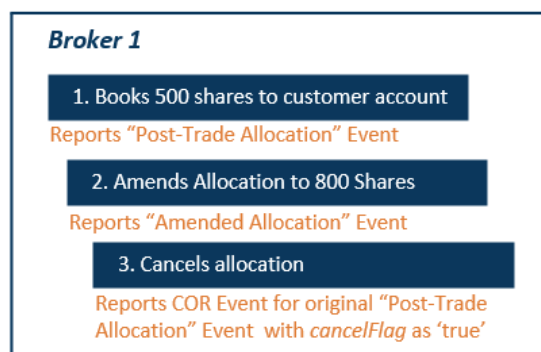 Broker 1
1. Books 500 shares to customer account
Reports “Post-Trade Allocation” Event
2. Amends Allocation to 800 Shares
Reports “Amended Allocation” Event
3. Cancels allocation
Reports COR Event for original “Post-Trade
Allocation” Event with cancelFlag as ‘true’